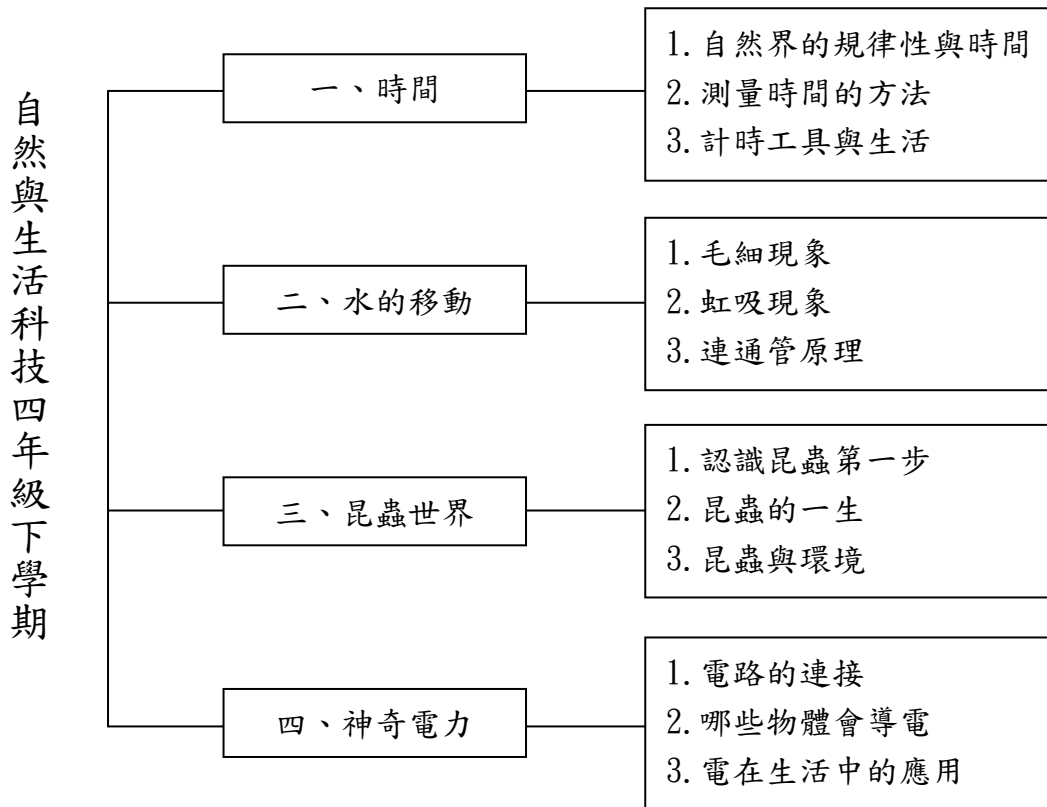 自然與生活科技四年級下學期
一、時間
1.自然界的規律性與時間
2.測量時間的方法
3.計時工具與生活
二、水的移動
1.毛細現象
2.虹吸現象
3.連通管原理
三、昆蟲世界
1.認識昆蟲第一步
2.昆蟲的一生
3.昆蟲與環境
四、神奇電力
1.電路的連接
2.哪些物體會導電
3.電在生活中的應用